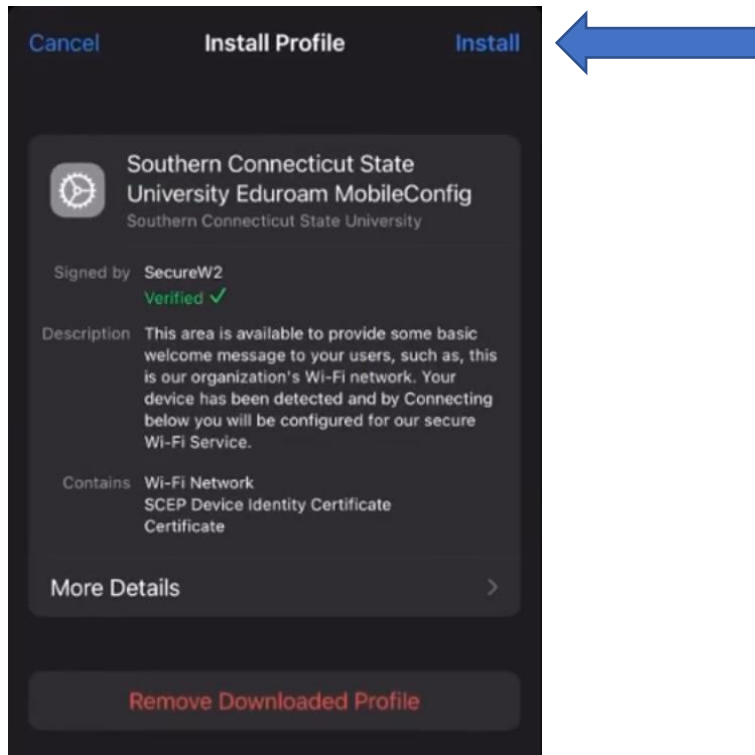 Cancel Install Profile Install
Southern Connecticut State
University Eduroam MobileConfig
Southern Connecticut State University
Signed by SecureW2
Verified ✓
Description This area is available to provide some basic
welcome message to your users, such as, this
is our organization's Wi-Fi network. Your
device has been detected and by Connecting
below you will be configured for our secure
Wi-Fi Service.
Contains Wi-Fi Network
SCEP Device Identity Certificate
Certificate
More Details
Remove Downloaded Profile